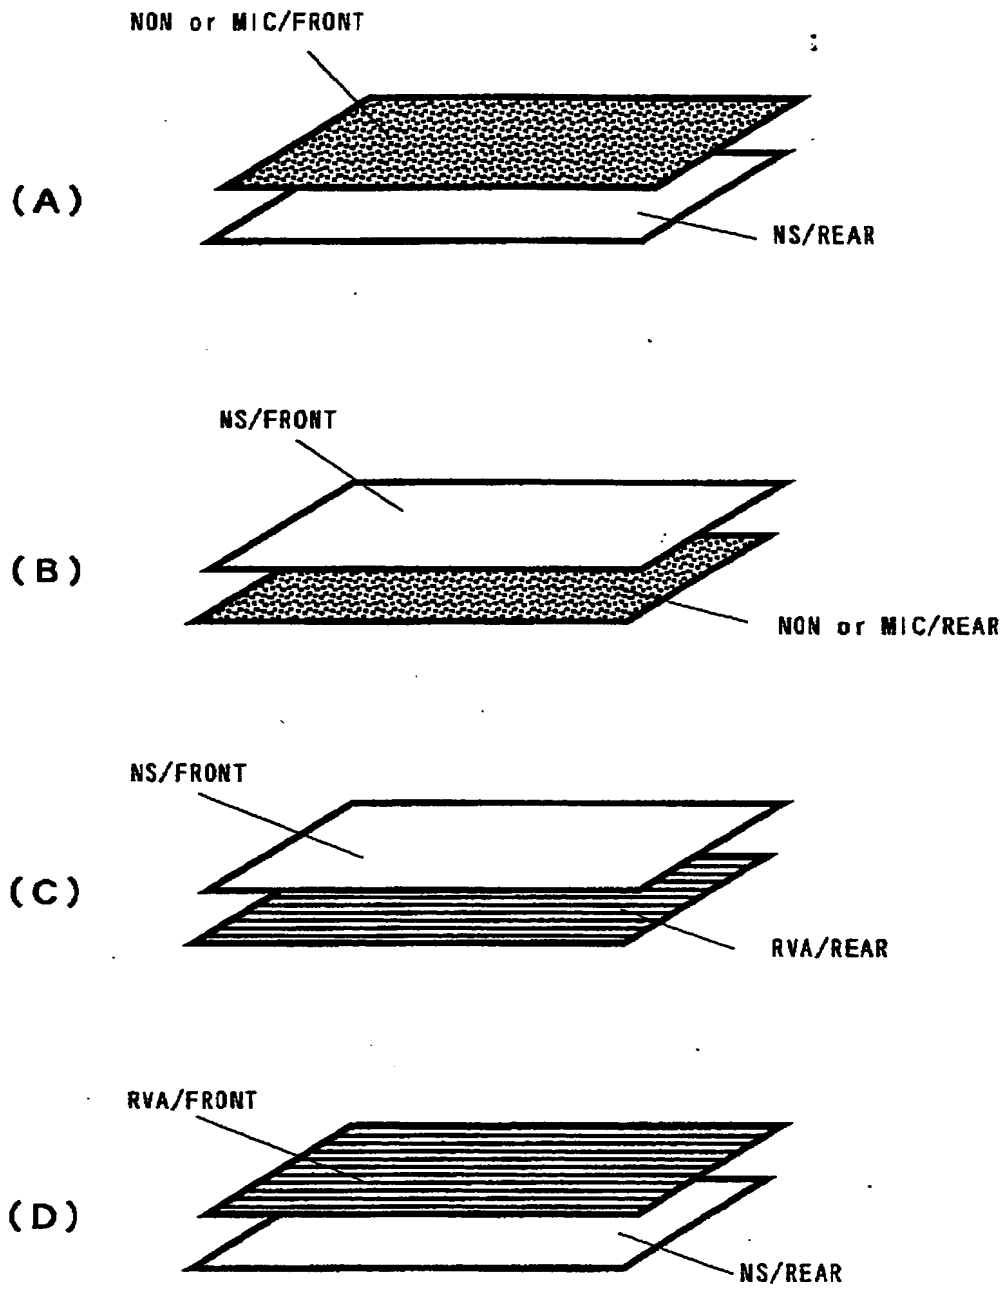 NON or MIC/FRONT
(A)
NS/REAR
NS/FRONT
(B)
NON or MIC/REAR
NS/FRONT
(C)
RVA/REAR
RVA/FRONT
(D)
NS/REAR